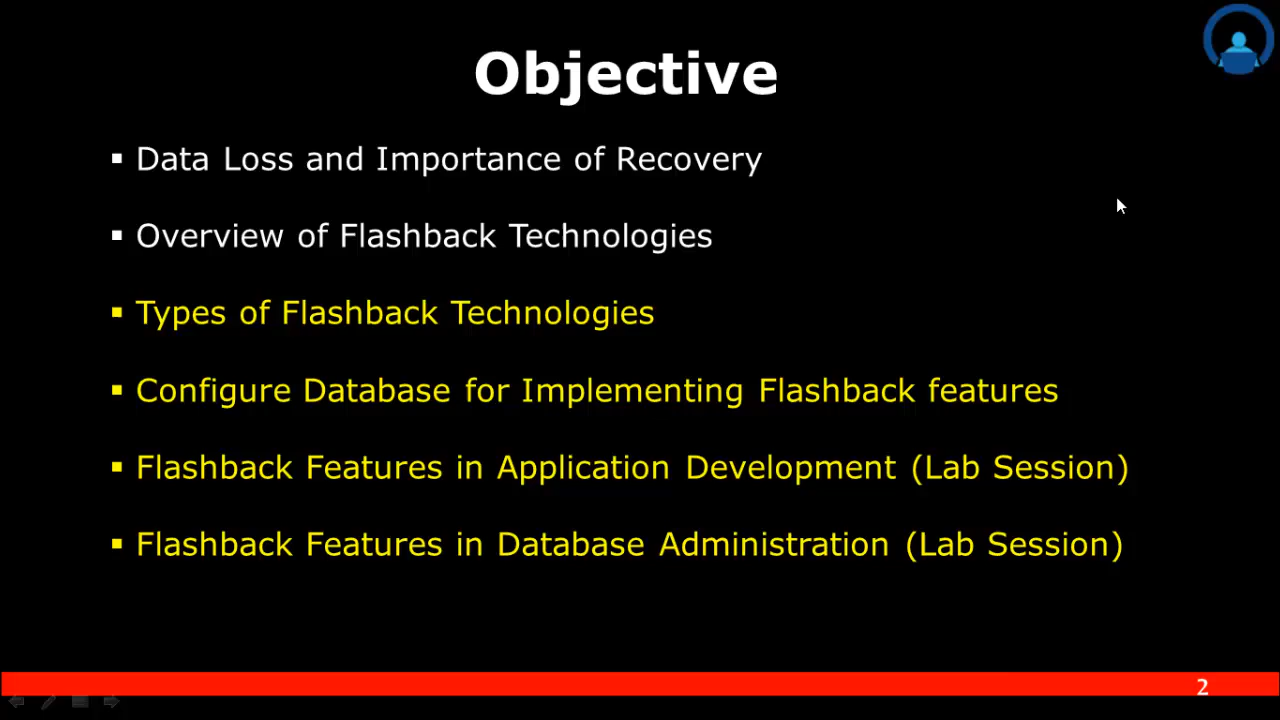 Objective
▪ Data Loss and Importance of Recovery
▪ Overview of Flashback Technologies
▪ Types of Flashback Technologies
▪ Configure Database for Implementing Flashback features
▪ Flashback Features in Application Development (Lab Session)
▪ Flashback Features in Database Administration (Lab Session)
2